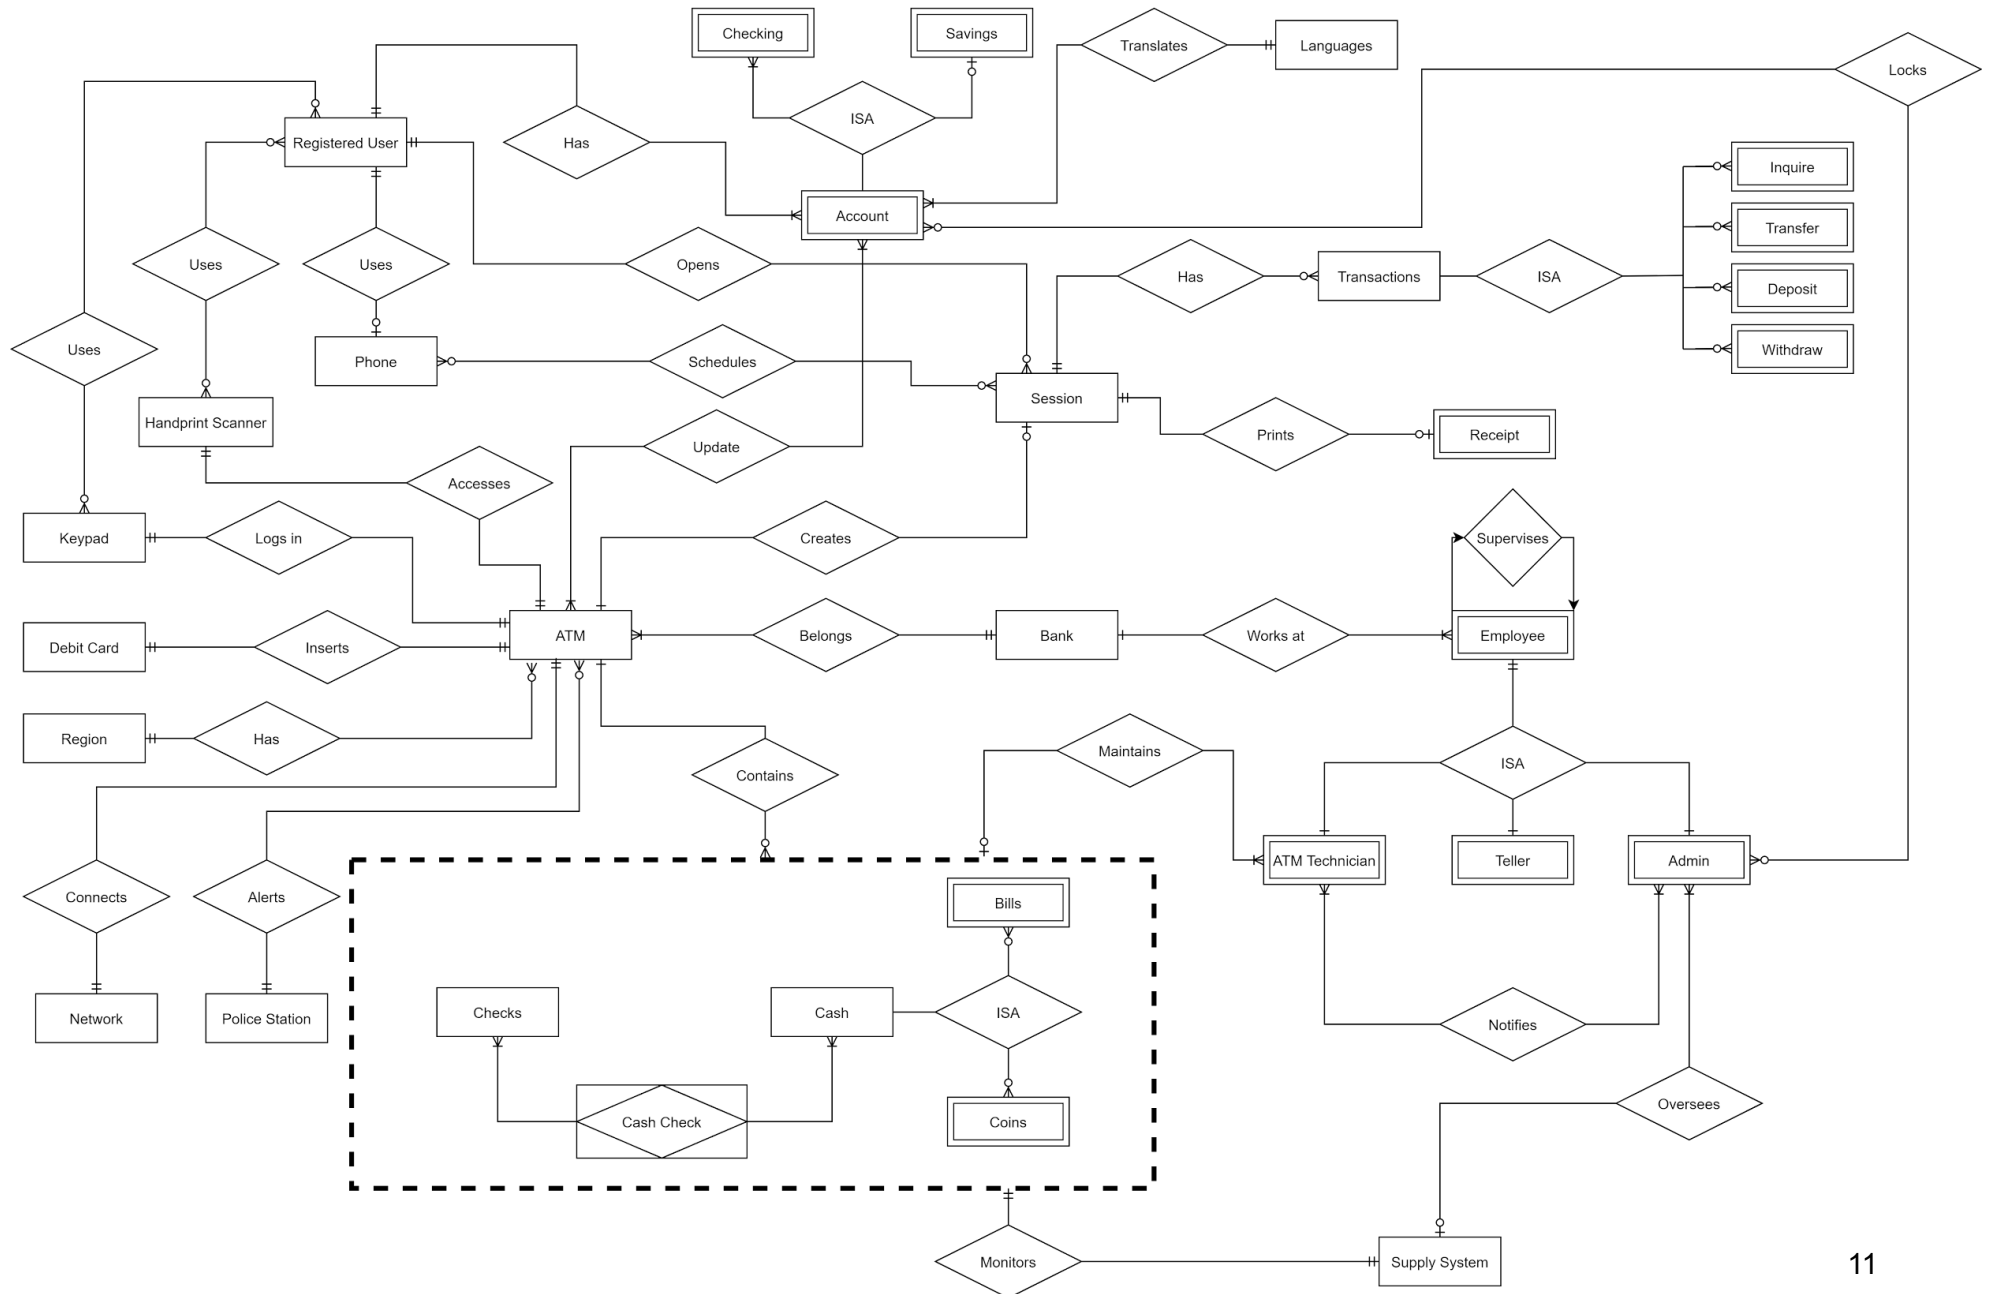 Checking
Savings
Translates
Languages
Locks
ISA
Registered User
Has
Inquire
Account
Transfer
Uses
Uses
Opens
Has
Transactions
ISA
Deposit
Uses
Phone
Schedules
Withdraw
Session
Handprint Scanner
Update
Prints
Receipt
Accesses
Keypad
Logs in
Creates
Supervises
Debit Card
Inserts
ATM
Belongs
Bank
Works at
Employee
Region
Has
Contains
Maintains
ISA
ATM Technician
Teller
Admin
Connects
Alerts
Bills
Network
Police Station
Checks
Cash
ISA
Notifies
Cash Check
Coins
Oversees
Monitors
Supply System
11